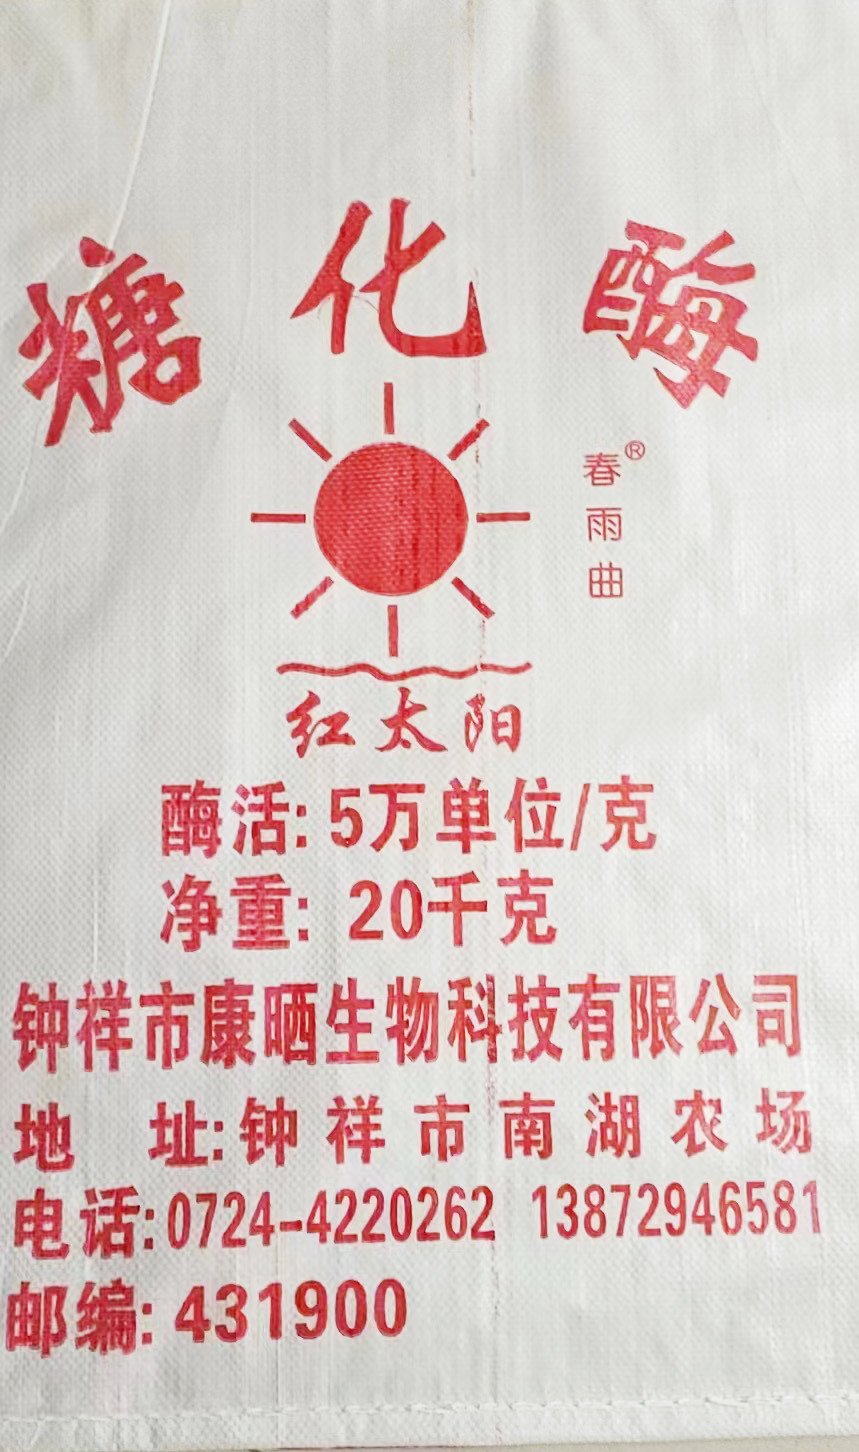 糖化酶
春雨曲®
红太阳
酶活: 5万单位/克
净重: 20千克
钟祥市康晒生物科技有限公司
地 址: 钟祥市南湖农场
电话: 0724-4220262 13872946581
邮编: 431900